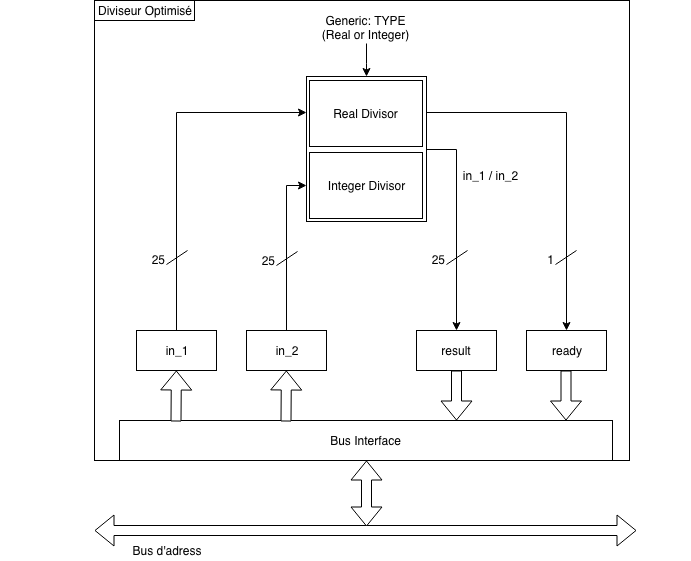 Diviseur Optimisé
Generic: TYPE
(Real or Integer)
Real Divisor
Integer Divisor
in_1 / in_2
25
25
25
1
in_1
in_2
result
ready
Bus Interface
Bus d'adress